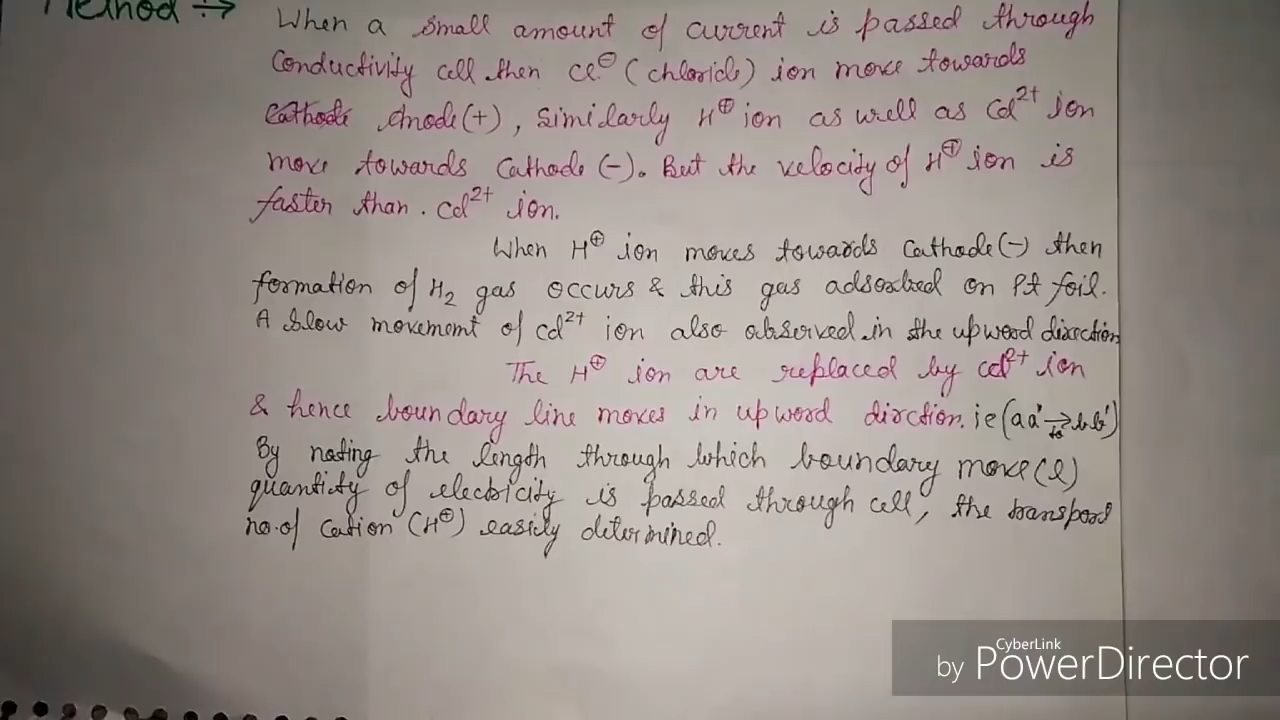 Method :→
When a small amount of current is passed through
Conductivity cell then Cl⊖ (chloride) ion move towards
Cathode Anode(+), Similarly H⊕ ion as well as Cd²⁺ ion
move towards Cathode (-). But the velocity of H⊕ ion is
faster than. Cd²⁺ ion.
When H⊕ ion moves towards Cathode(-) then
formation of H₂ gas occurs & this gas adsorbed on Pt foil.
A slow movement of Cd²⁺ ion also observed in the upword direction
The H⊕ ion are replaced by Cd²⁺ ion
& hence boundary line moves in upword dirction. ie (aa' →to bb')
By noting the length through which boundary move(l)
quantity of electricity is passed through cell, the transport
no.of cation (H⊕) easily determined.
CyberLink
by PowerDirector